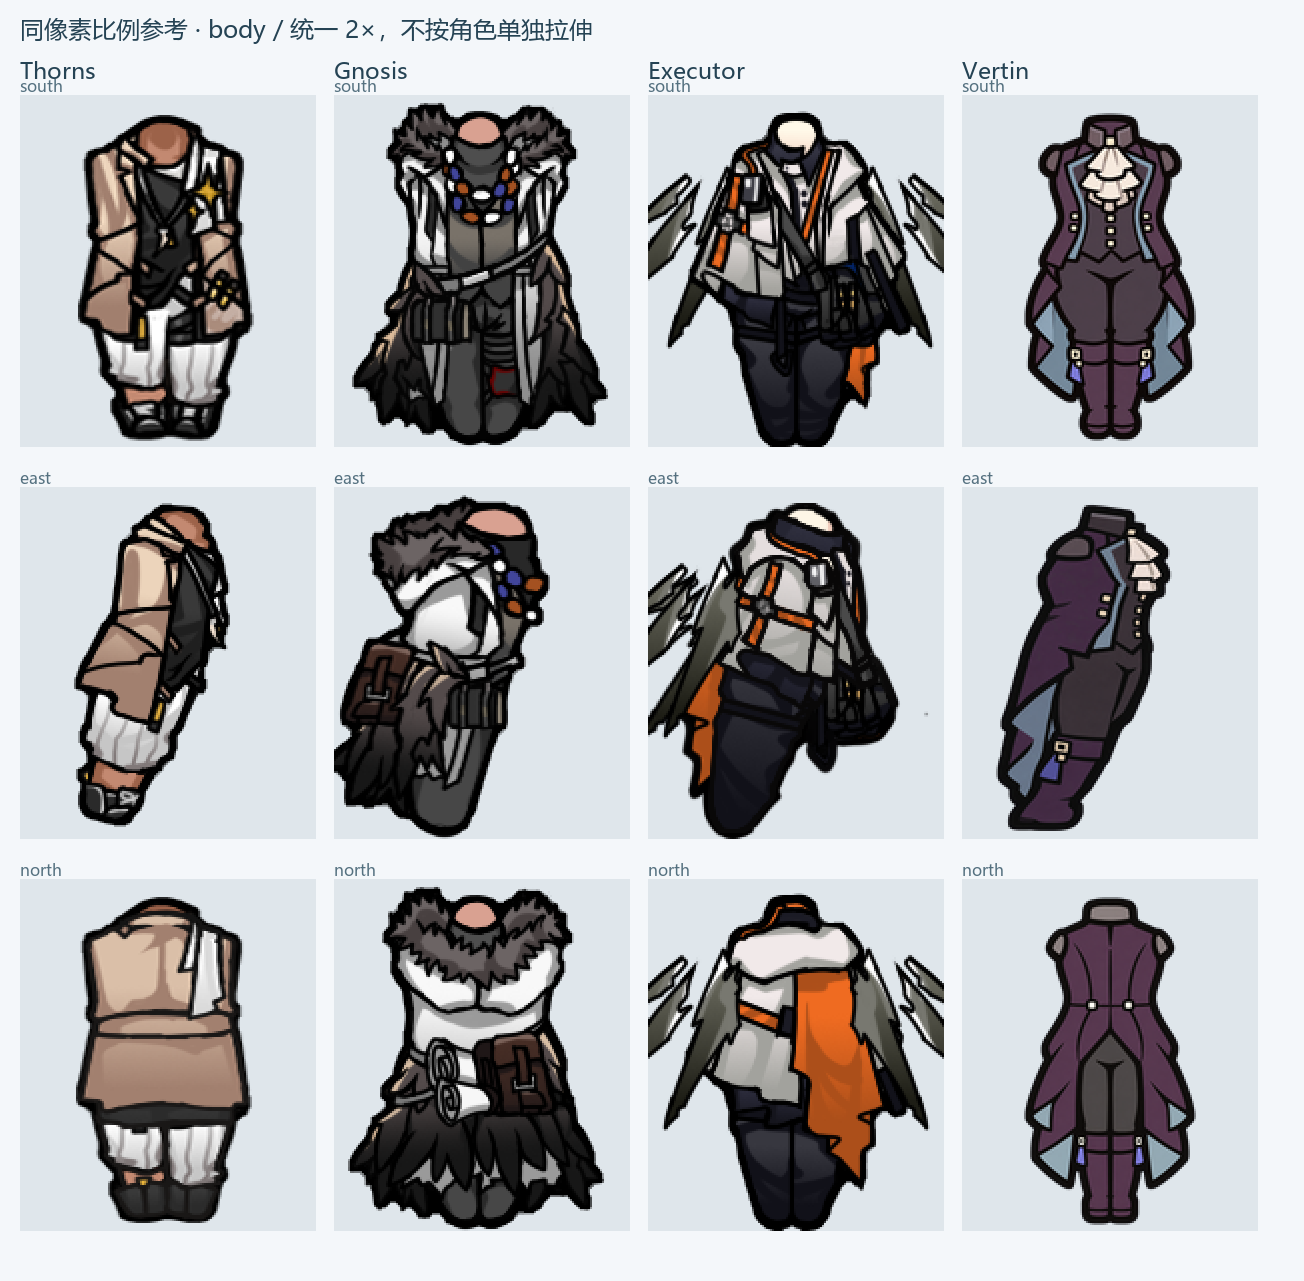 同像素比例参考 · body / 统一 2×，不按角色单独拉伸
Thorns Gnosis Executor Vertin
south south south south
east east east east
north north north north